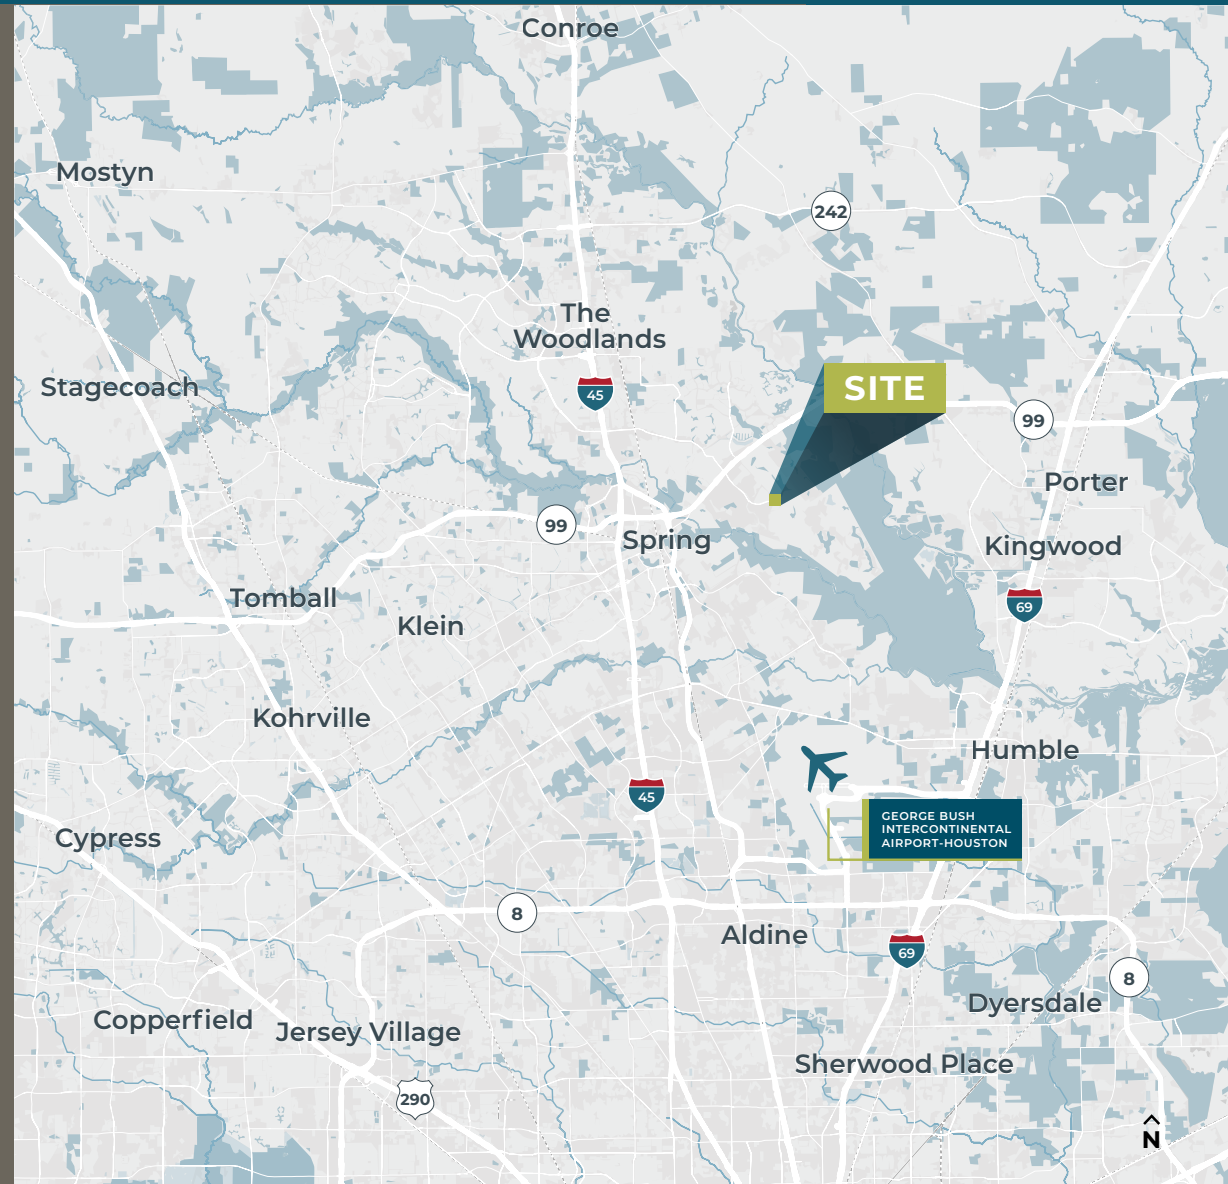 Conroe
Mostyn
242
The
Woodlands
Stagecoach
45
SITE
99
Porter
99
Spring
Kingwood
Tomball
69
Klein
Kohrville
Humble
45
GEORGE BUSH
INTERCONTINENTAL
AIRPORT-HOUSTON
Cypress
8
Aldine
69
8
Dyersdale
Copperfield
Jersey Village
Sherwood Place
290
N